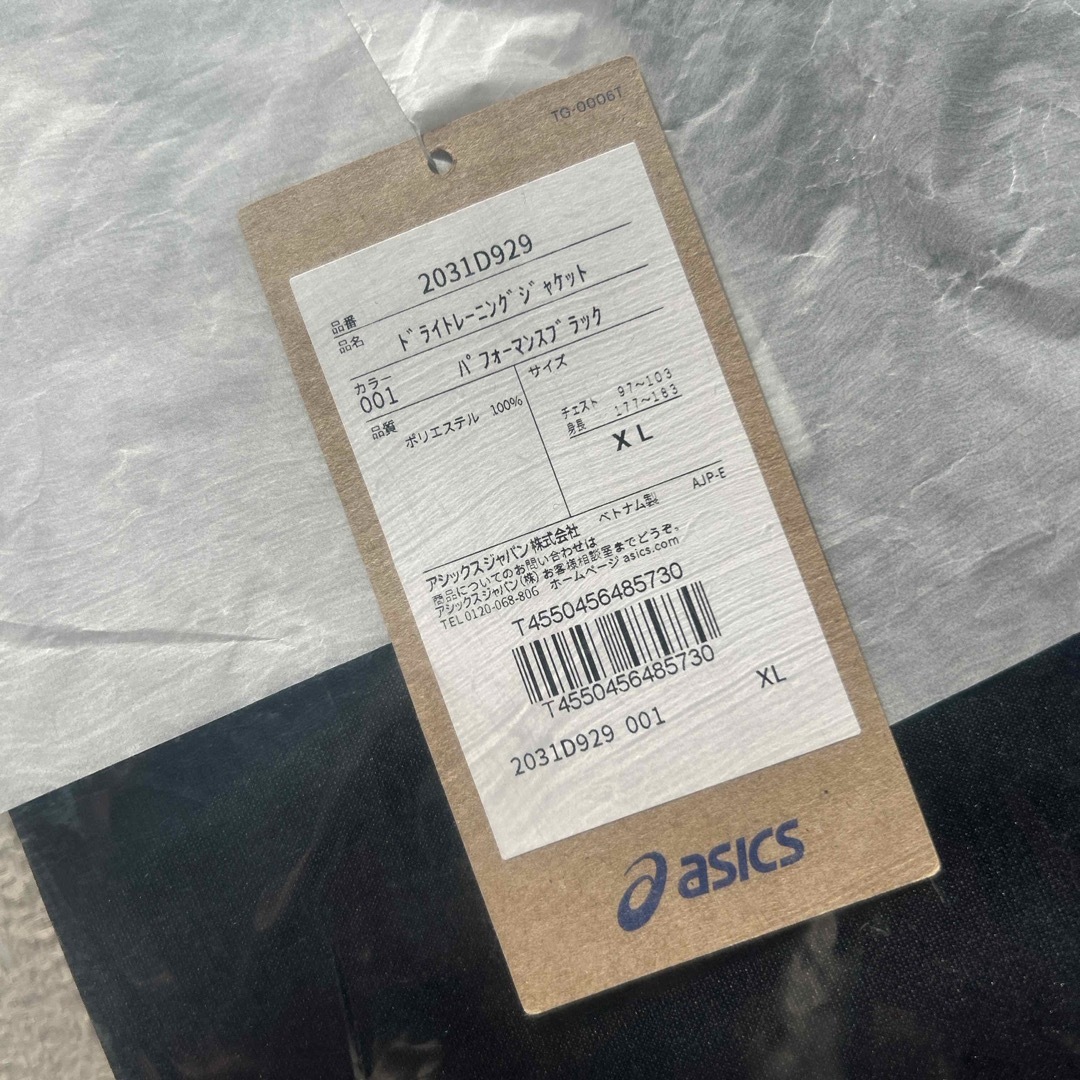 TG-0006T
品番 2031D929
品名 ドライトレーニングジャケット
カラー
001 パフォーマンスブラック
品質 ポリエステル 100%
サイズ
チェスト 97～103
身長 177～183
XL
ベトナム製 AJP-E
アシックスジャパン株式会社
商品についてのお問い合わせは
アシックスジャパン(株)お客様相談室までどうぞ。
TEL 0120-068-806 ホームページ asics.com
T4550456485730
T4550456485730
2031D929 001 XL
asics